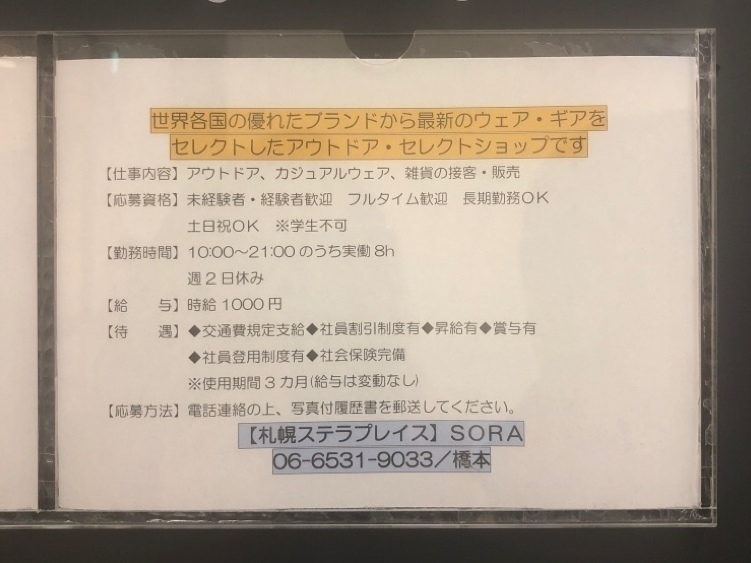 世界各国の優れたブランドから最新のウェア・ギアを
セレクトしたアウトドア・セレクトショップです
【仕事内容】アウトドア、カジュアルウェア、雑貨の接客・販売
【応募資格】未経験者・経験者歓迎　フルタイム歓迎　長期勤務OK
土日祝OK　※学生不可
【勤務時間】10:00～21:00のうち実働8h
週2日休み
【給　　与】時給1000円
【待　　遇】◆交通費規定支給◆社員割引制度有◆昇給有◆賞与有
◆社員登用制度有◆社会保険完備
※使用期間3カ月(給与は変動なし)
【応募方法】電話連絡の上、写真付履歴書を郵送してください。
【札幌ステラプレイス】SORA
06-6531-9033／橋本